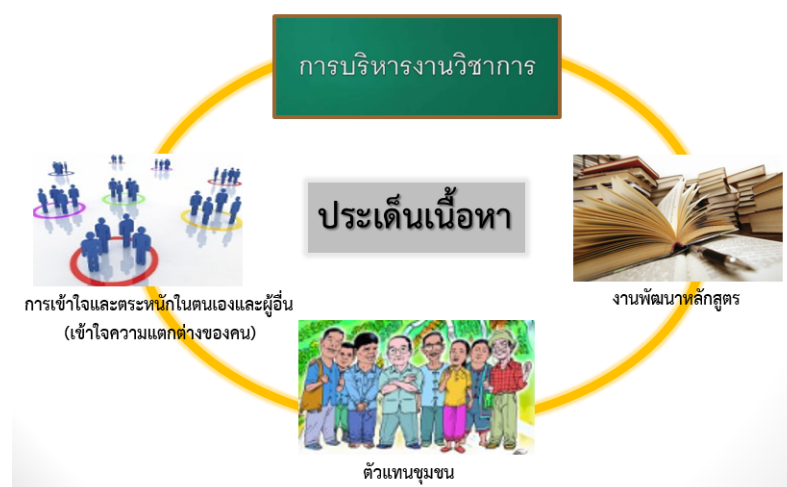 การบริหารงานวิชาการ
ประเด็นเนื้อหา
งานพัฒนาหลักสูตร
การเข้าใจและตระหนักในตนเองและผู้อื่น
(เข้าใจความแตกต่างของคน)
ตัวแทนชุมชน